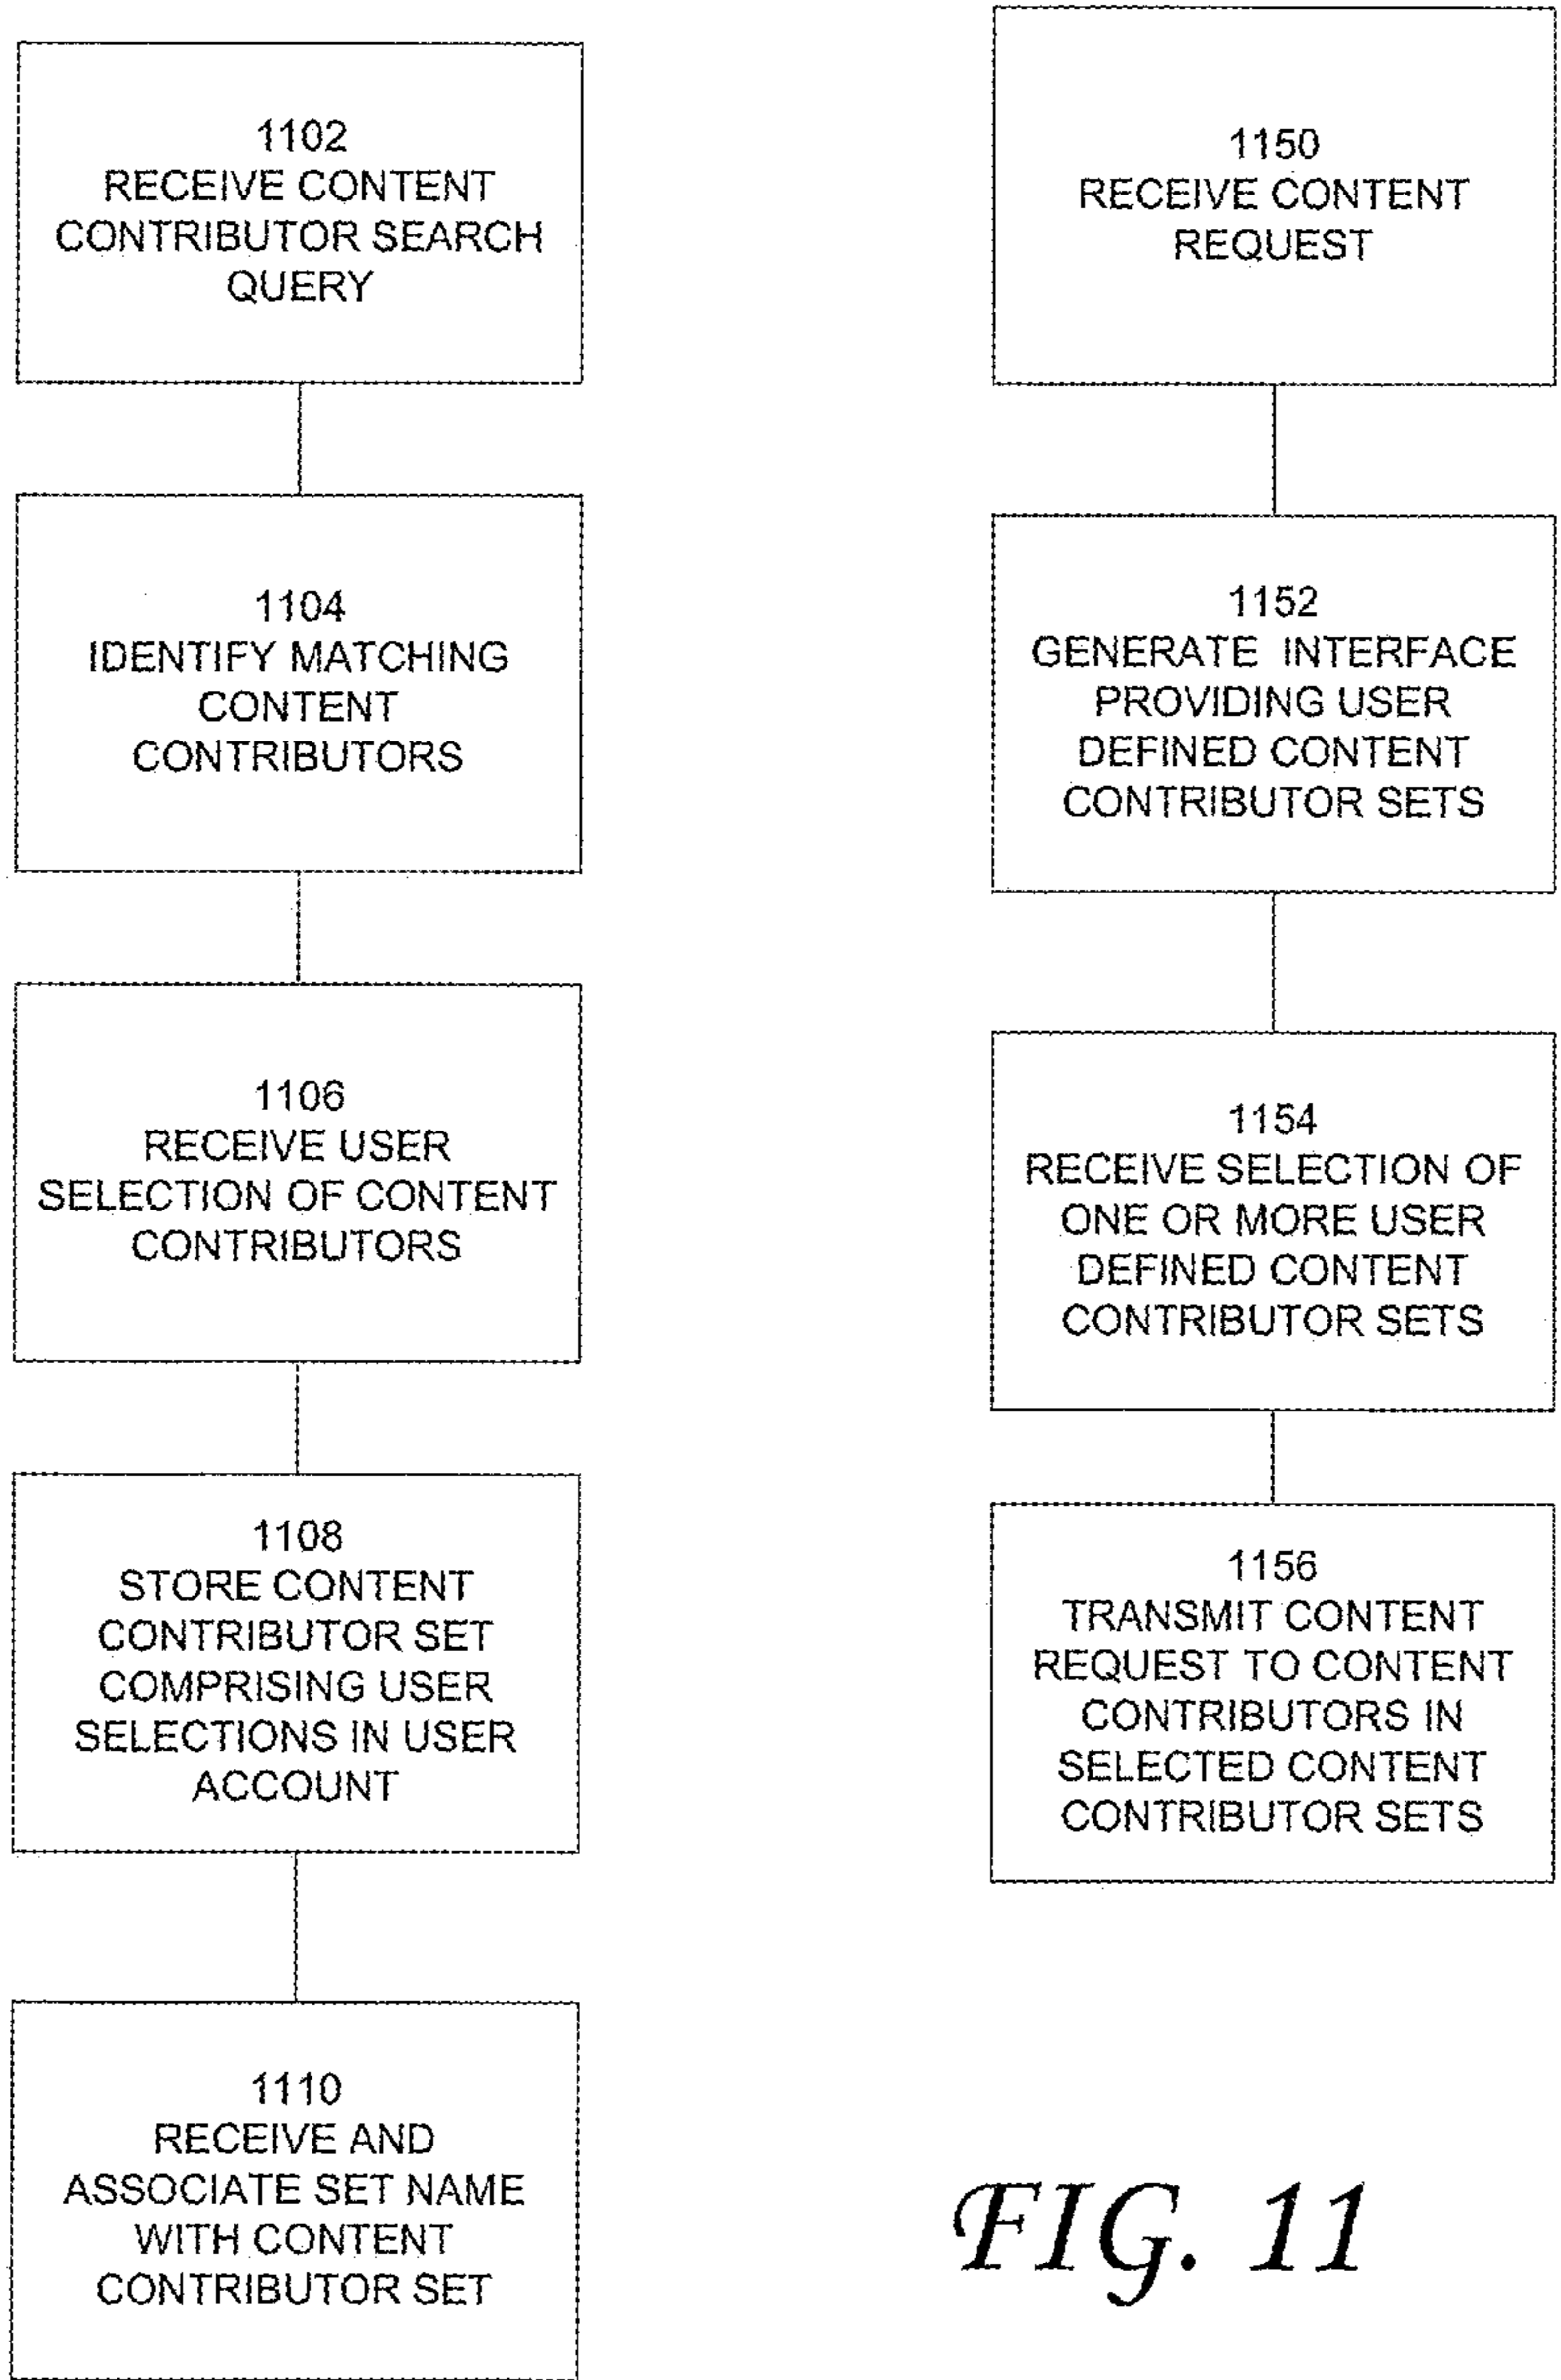 1102
RECEIVE CONTENT
CONTRIBUTOR SEARCH
QUERY
1104
IDENTIFY MATCHING
CONTENT
CONTRIBUTORS
1106
RECEIVE USER
SELECTION OF CONTENT
CONTRIBUTORS
1108
STORE CONTENT
CONTRIBUTOR SET
COMPRISING USER
SELECTIONS IN USER
ACCOUNT
1110
RECEIVE AND
ASSOCIATE SET NAME
WITH CONTENT
CONTRIBUTOR SET
1150
RECEIVE CONTENT
REQUEST
1152
GENERATE INTERFACE
PROVIDING USER
DEFINED CONTENT
CONTRIBUTOR SETS
1154
RECEIVE SELECTION OF
ONE OR MORE USER
DEFINED CONTENT
CONTRIBUTOR SETS
1156
TRANSMIT CONTENT
REQUEST TO CONTENT
CONTRIBUTORS IN
SELECTED CONTENT
CONTRIBUTOR SETS
FIG. 11